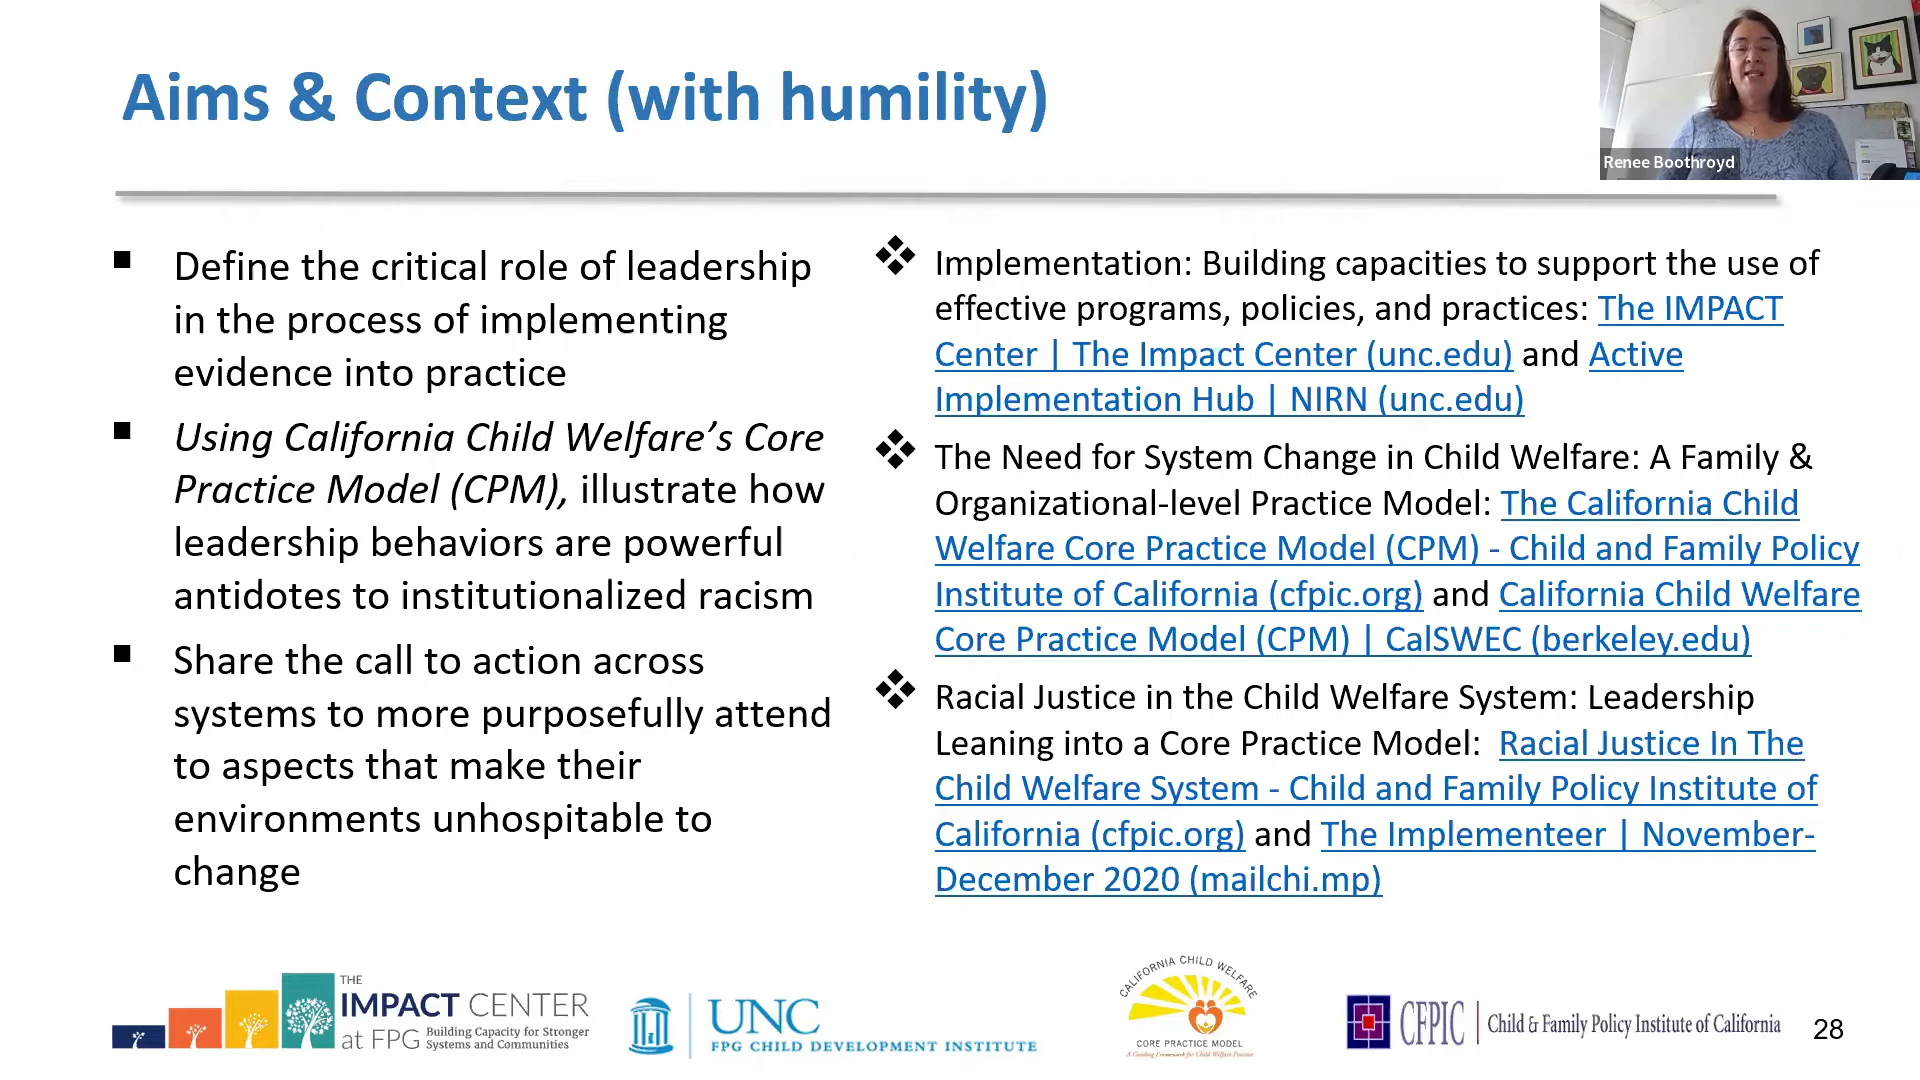 Aims & Context (with humility)
Renee Boothroyd
▪ Define the critical role of leadership
in the process of implementing
evidence into practice
▪ Using California Child Welfare’s Core
Practice Model (CPM), illustrate how
leadership behaviors are powerful
antidotes to institutionalized racism
▪ Share the call to action across
systems to more purposefully attend
to aspects that make their
environments unhospitable to
change
❖ Implementation: Building capacities to support the use of
effective programs, policies, and practices: The IMPACT
Center | The Impact Center (unc.edu) and Active
Implementation Hub | NIRN (unc.edu)
❖ The Need for System Change in Child Welfare: A Family &
Organizational-level Practice Model: The California Child
Welfare Core Practice Model (CPM) - Child and Family Policy
Institute of California (cfpic.org) and California Child Welfare
Core Practice Model (CPM) | CalSWEC (berkeley.edu)
❖ Racial Justice in the Child Welfare System: Leadership
Leaning into a Core Practice Model: Racial Justice In The
Child Welfare System - Child and Family Policy Institute of
California (cfpic.org) and The Implementeer | November-
December 2020 (mailchi.mp)
THE
IMPACT CENTER
at FPG Building Capacity for Stronger
Systems and Communities
UNC
FPG CHILD DEVELOPMENT INSTITUTE
CALIFORNIA CHILD WELFARE
CORE PRACTICE MODEL
A Guiding Framework for Child Welfare Practice
CFPIC | Child & Family Policy Institute of California
28